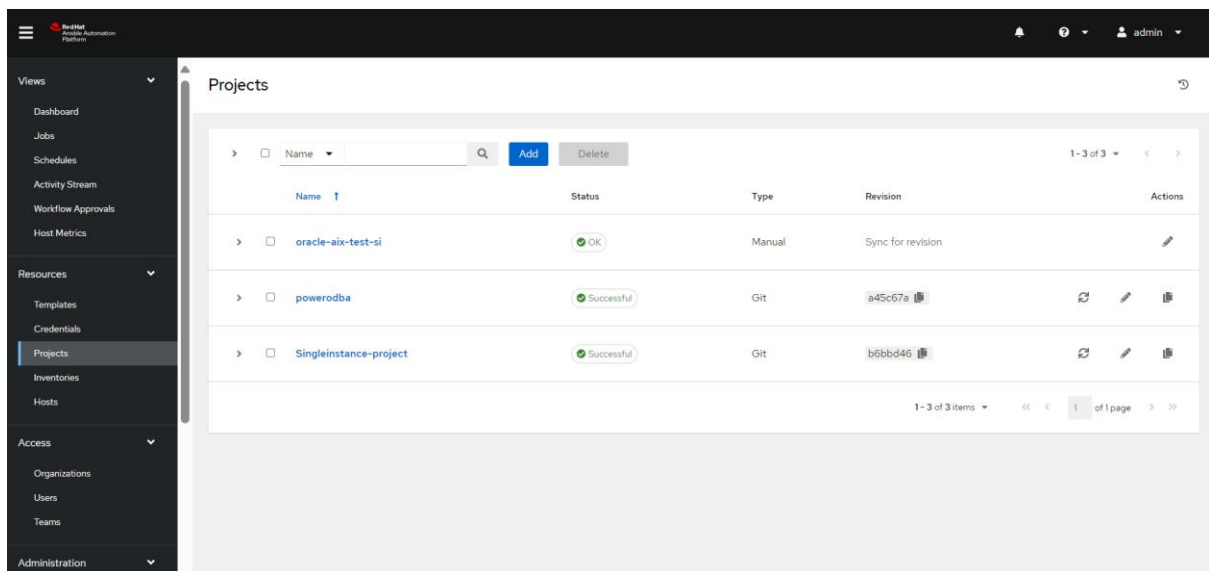 Red Hat
Ansible Automation
Platform
admin
Views
Dashboard
Jobs
Schedules
Activity Stream
Workflow Approvals
Host Metrics
Resources
Templates
Credentials
Projects
Inventories
Hosts
Access
Organizations
Users
Teams
Administration
Projects
Name Add Delete 1 - 3 of 3
Name Status Type Revision Actions
oracle-aix-test-si OK Manual Sync for revision
powerodba Successful Git a45c67a
Singleinstance-project Successful Git b6bbd46
1 - 3 of 3 items 1 of 1 page